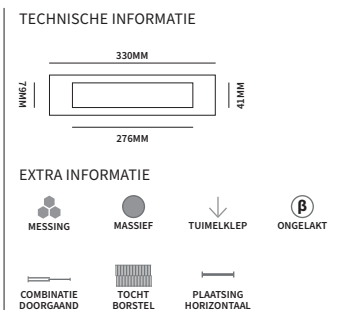 TECHNISCHE INFORMATIE
330MM
79MM
41MM
276MM
EXTRA INFORMATIE
β
MESSING
MASSIEF
TUIMELKLEP
ONGELAKT
COMBINATIE
DOORGAAND
TOCHT
BORSTEL
PLAATSING
HORIZONTAAL